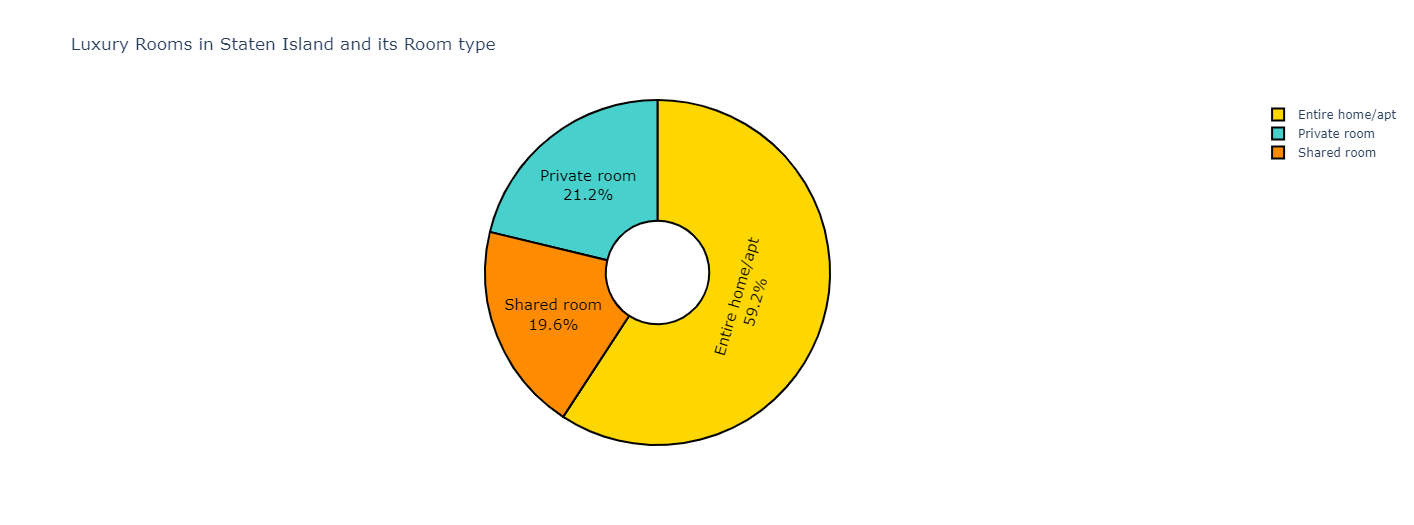 Luxury Rooms in Staten Island and its Room type
Entire home/apt
Private room
Shared room
Private room
21.2%
Shared room
19.6%
Entire home/apt
59.2%